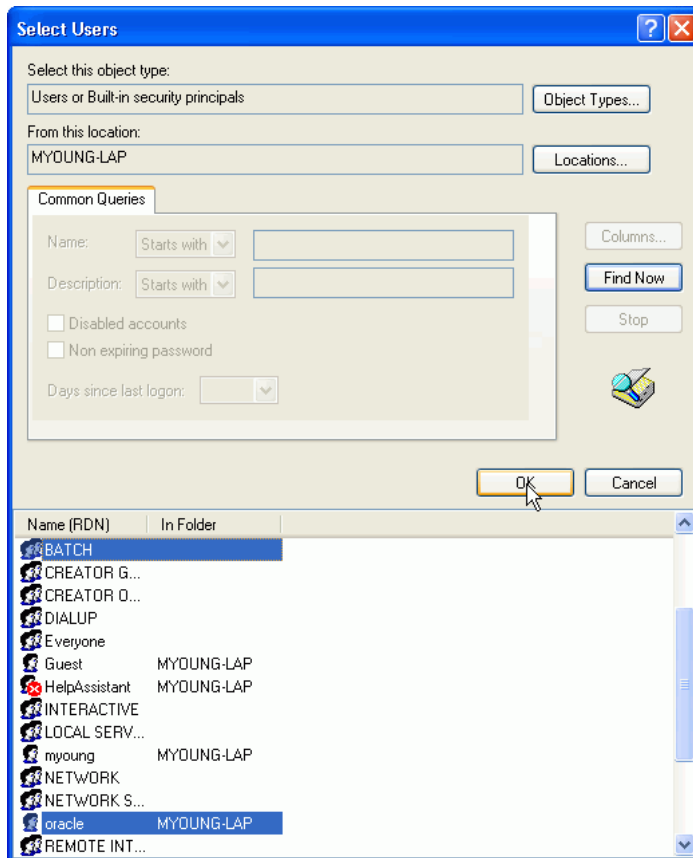 Select Users
Select this object type:
Users or Built-in security principals
Object Types...
From this location:
MYOUNG-LAP
Locations...
Common Queries
Name:
Starts with
Columns...
Description:
Starts with
Find Now
Disabled accounts
Stop
Non expiring password
Days since last logon:
OK
Cancel
Name (RDN) In Folder
BATCH
CREATOR G...
CREATOR O...
DIALUP
Everyone
Guest MYOUNG-LAP
HelpAssistant MYOUNG-LAP
INTERACTIVE
LOCAL SERV...
myoung MYOUNG-LAP
NETWORK
NETWORK S...
oracle MYOUNG-LAP
REMOTE INT...